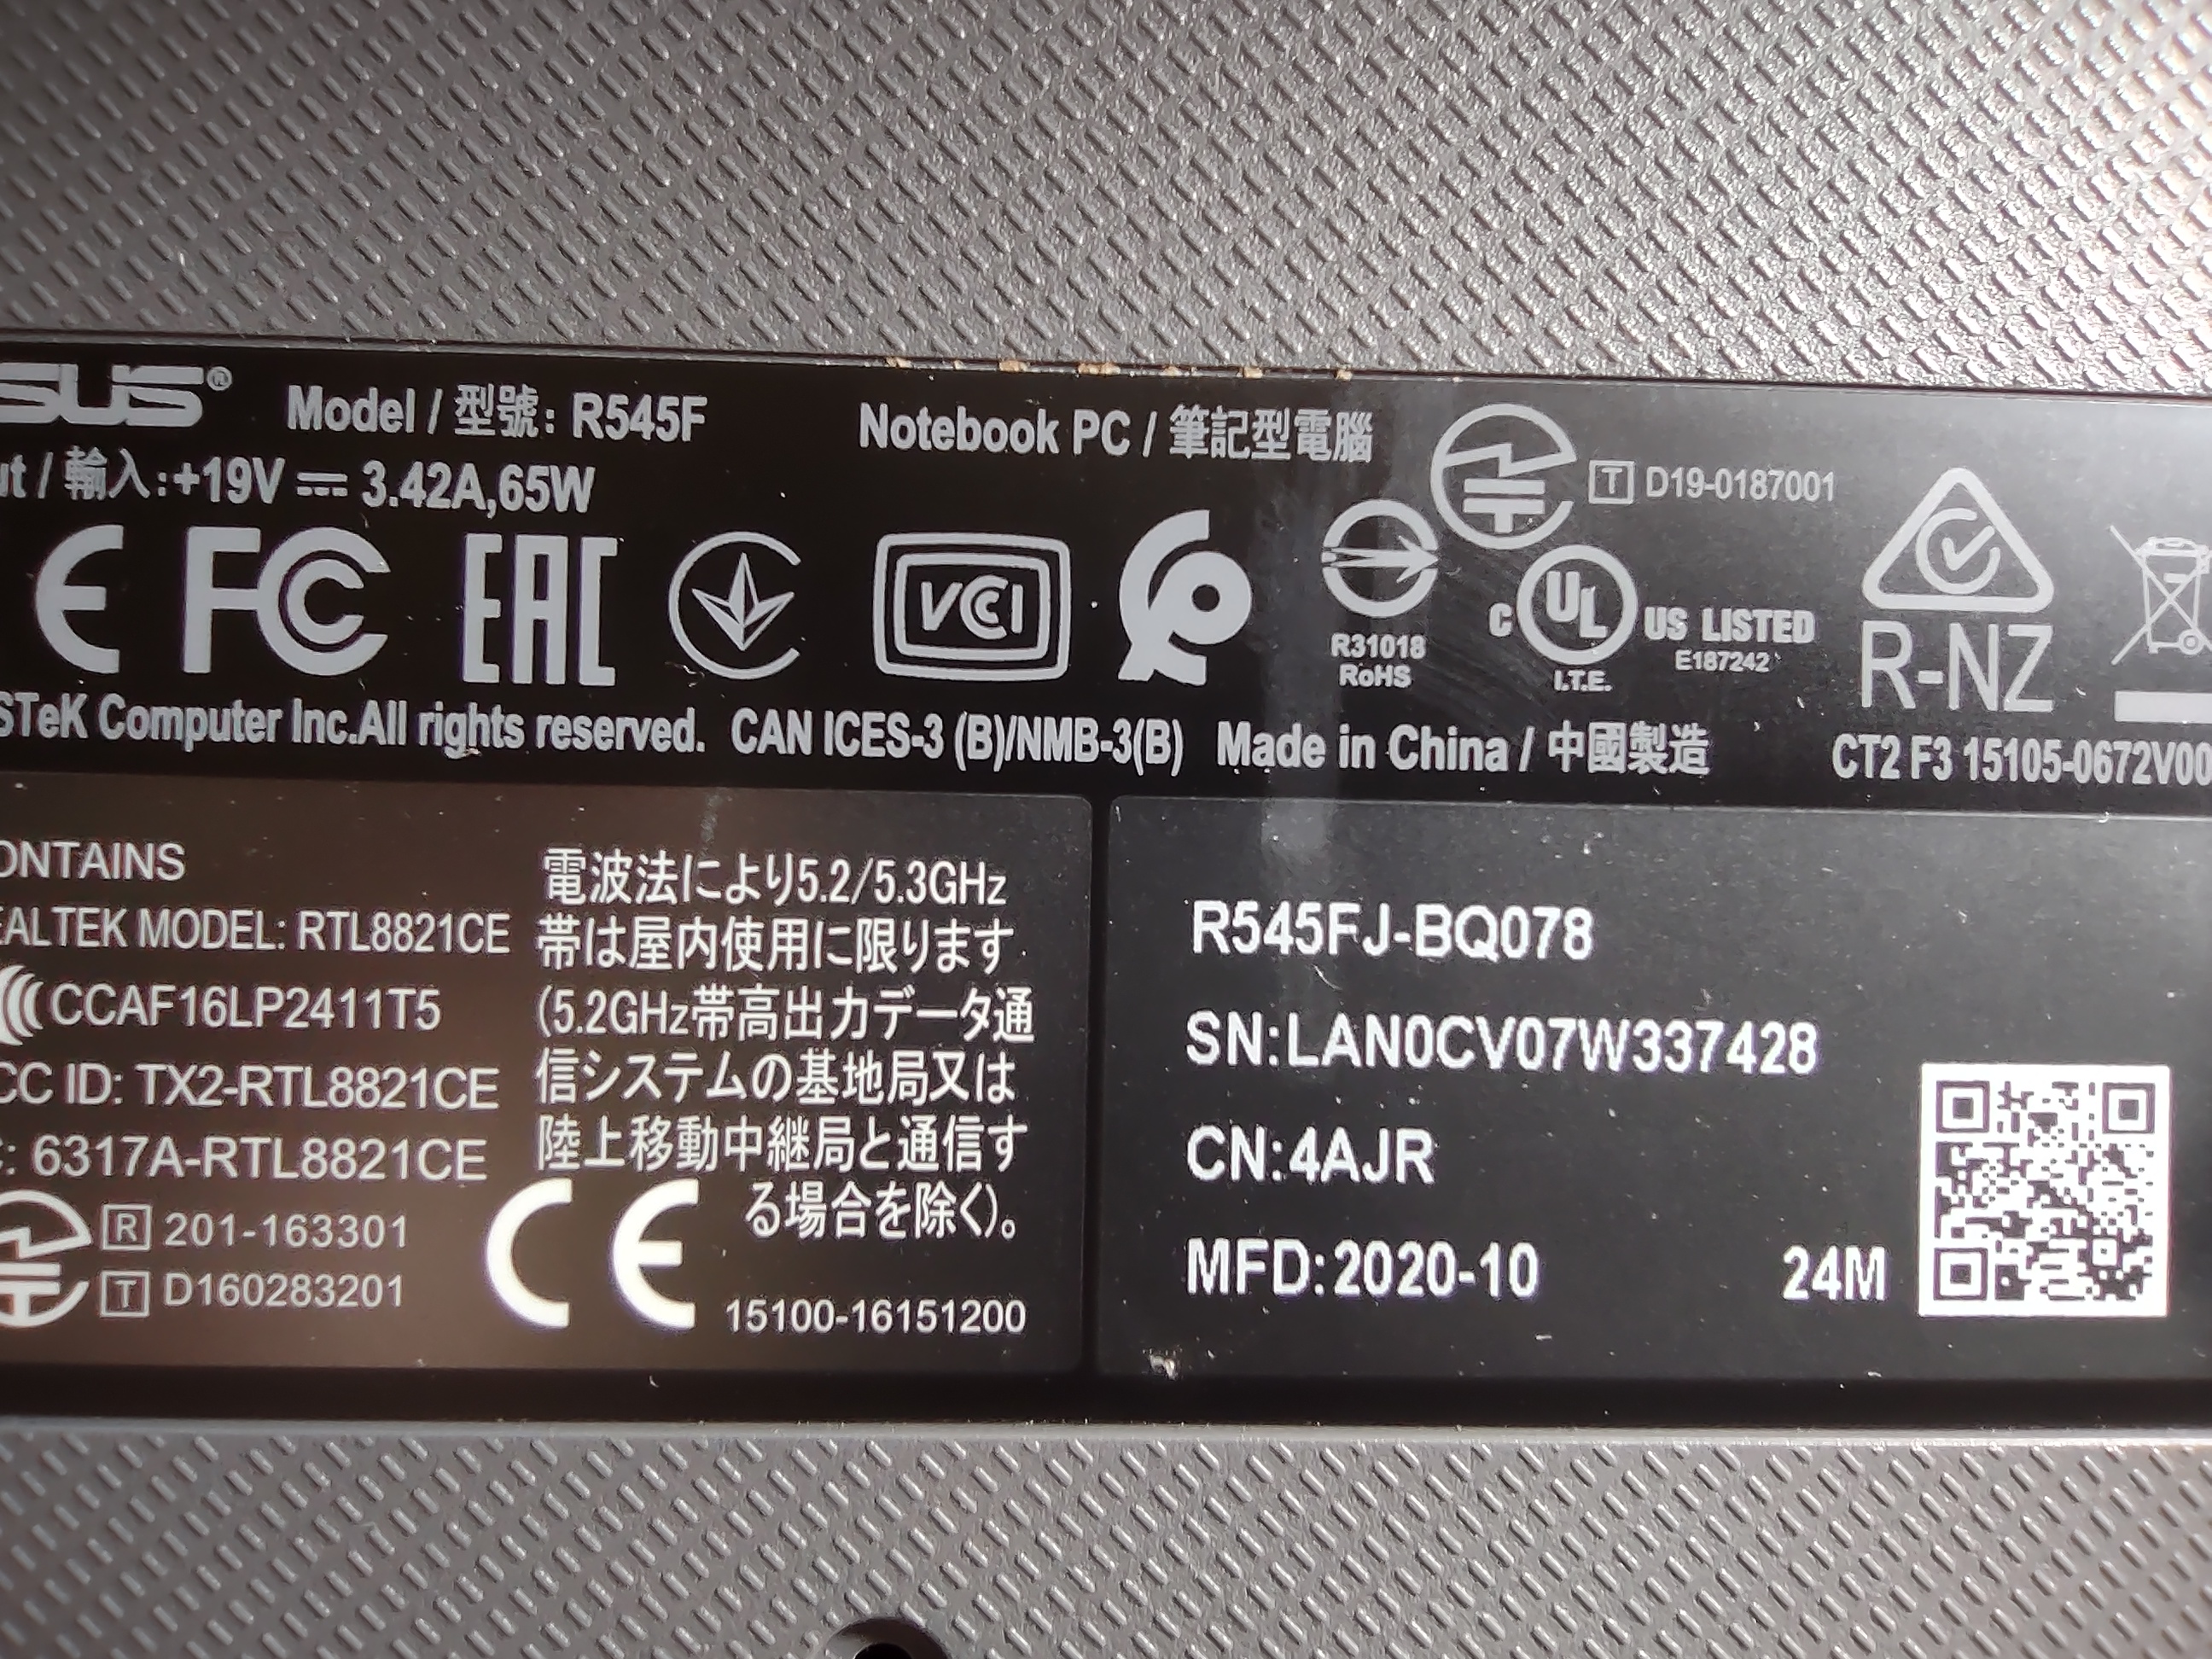 SUS® Model / 型號: R545F Notebook PC / 筆記型電腦
ut / 輸入:+19V 3.42A,65W
T D19-0187001
CE FC EAC VCI
R31018
RoHS
C UL US LISTED
E187242
I.T.E.
R-NZ
STeK Computer Inc.All rights reserved. CAN ICES-3 (B)/NMB-3(B) Made in China / 中國製造 CT2 F3 15105-0672V00
ONTAINS
EALTEK MODEL: RTL8821CE
CCAF16LP2411T5
CC ID: TX2-RTL8821CE
C: 6317A-RTL8821CE
R 201-163301
T D160283201
電波法により5.2/5.3GHz
帯は屋内使用に限ります
(5.2GHz帯高出力データ通
信システムの基地局又は
陸上移動中継局と通信す
る場合を除く)。
CE
15100-16151200
R545FJ-BQ078
SN:LAN0CV07W337428
CN:4AJR
MFD:2020-10 24M